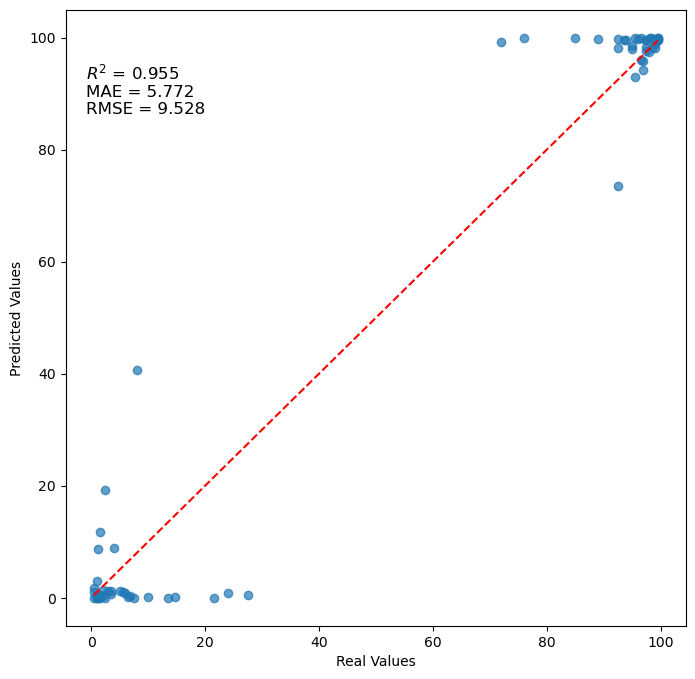 100
80
60
40
20
0
R² = 0.955
MAE = 5.772
RMSE = 9.528
Predicted Values
0 20 40 60 80 100
Real Values